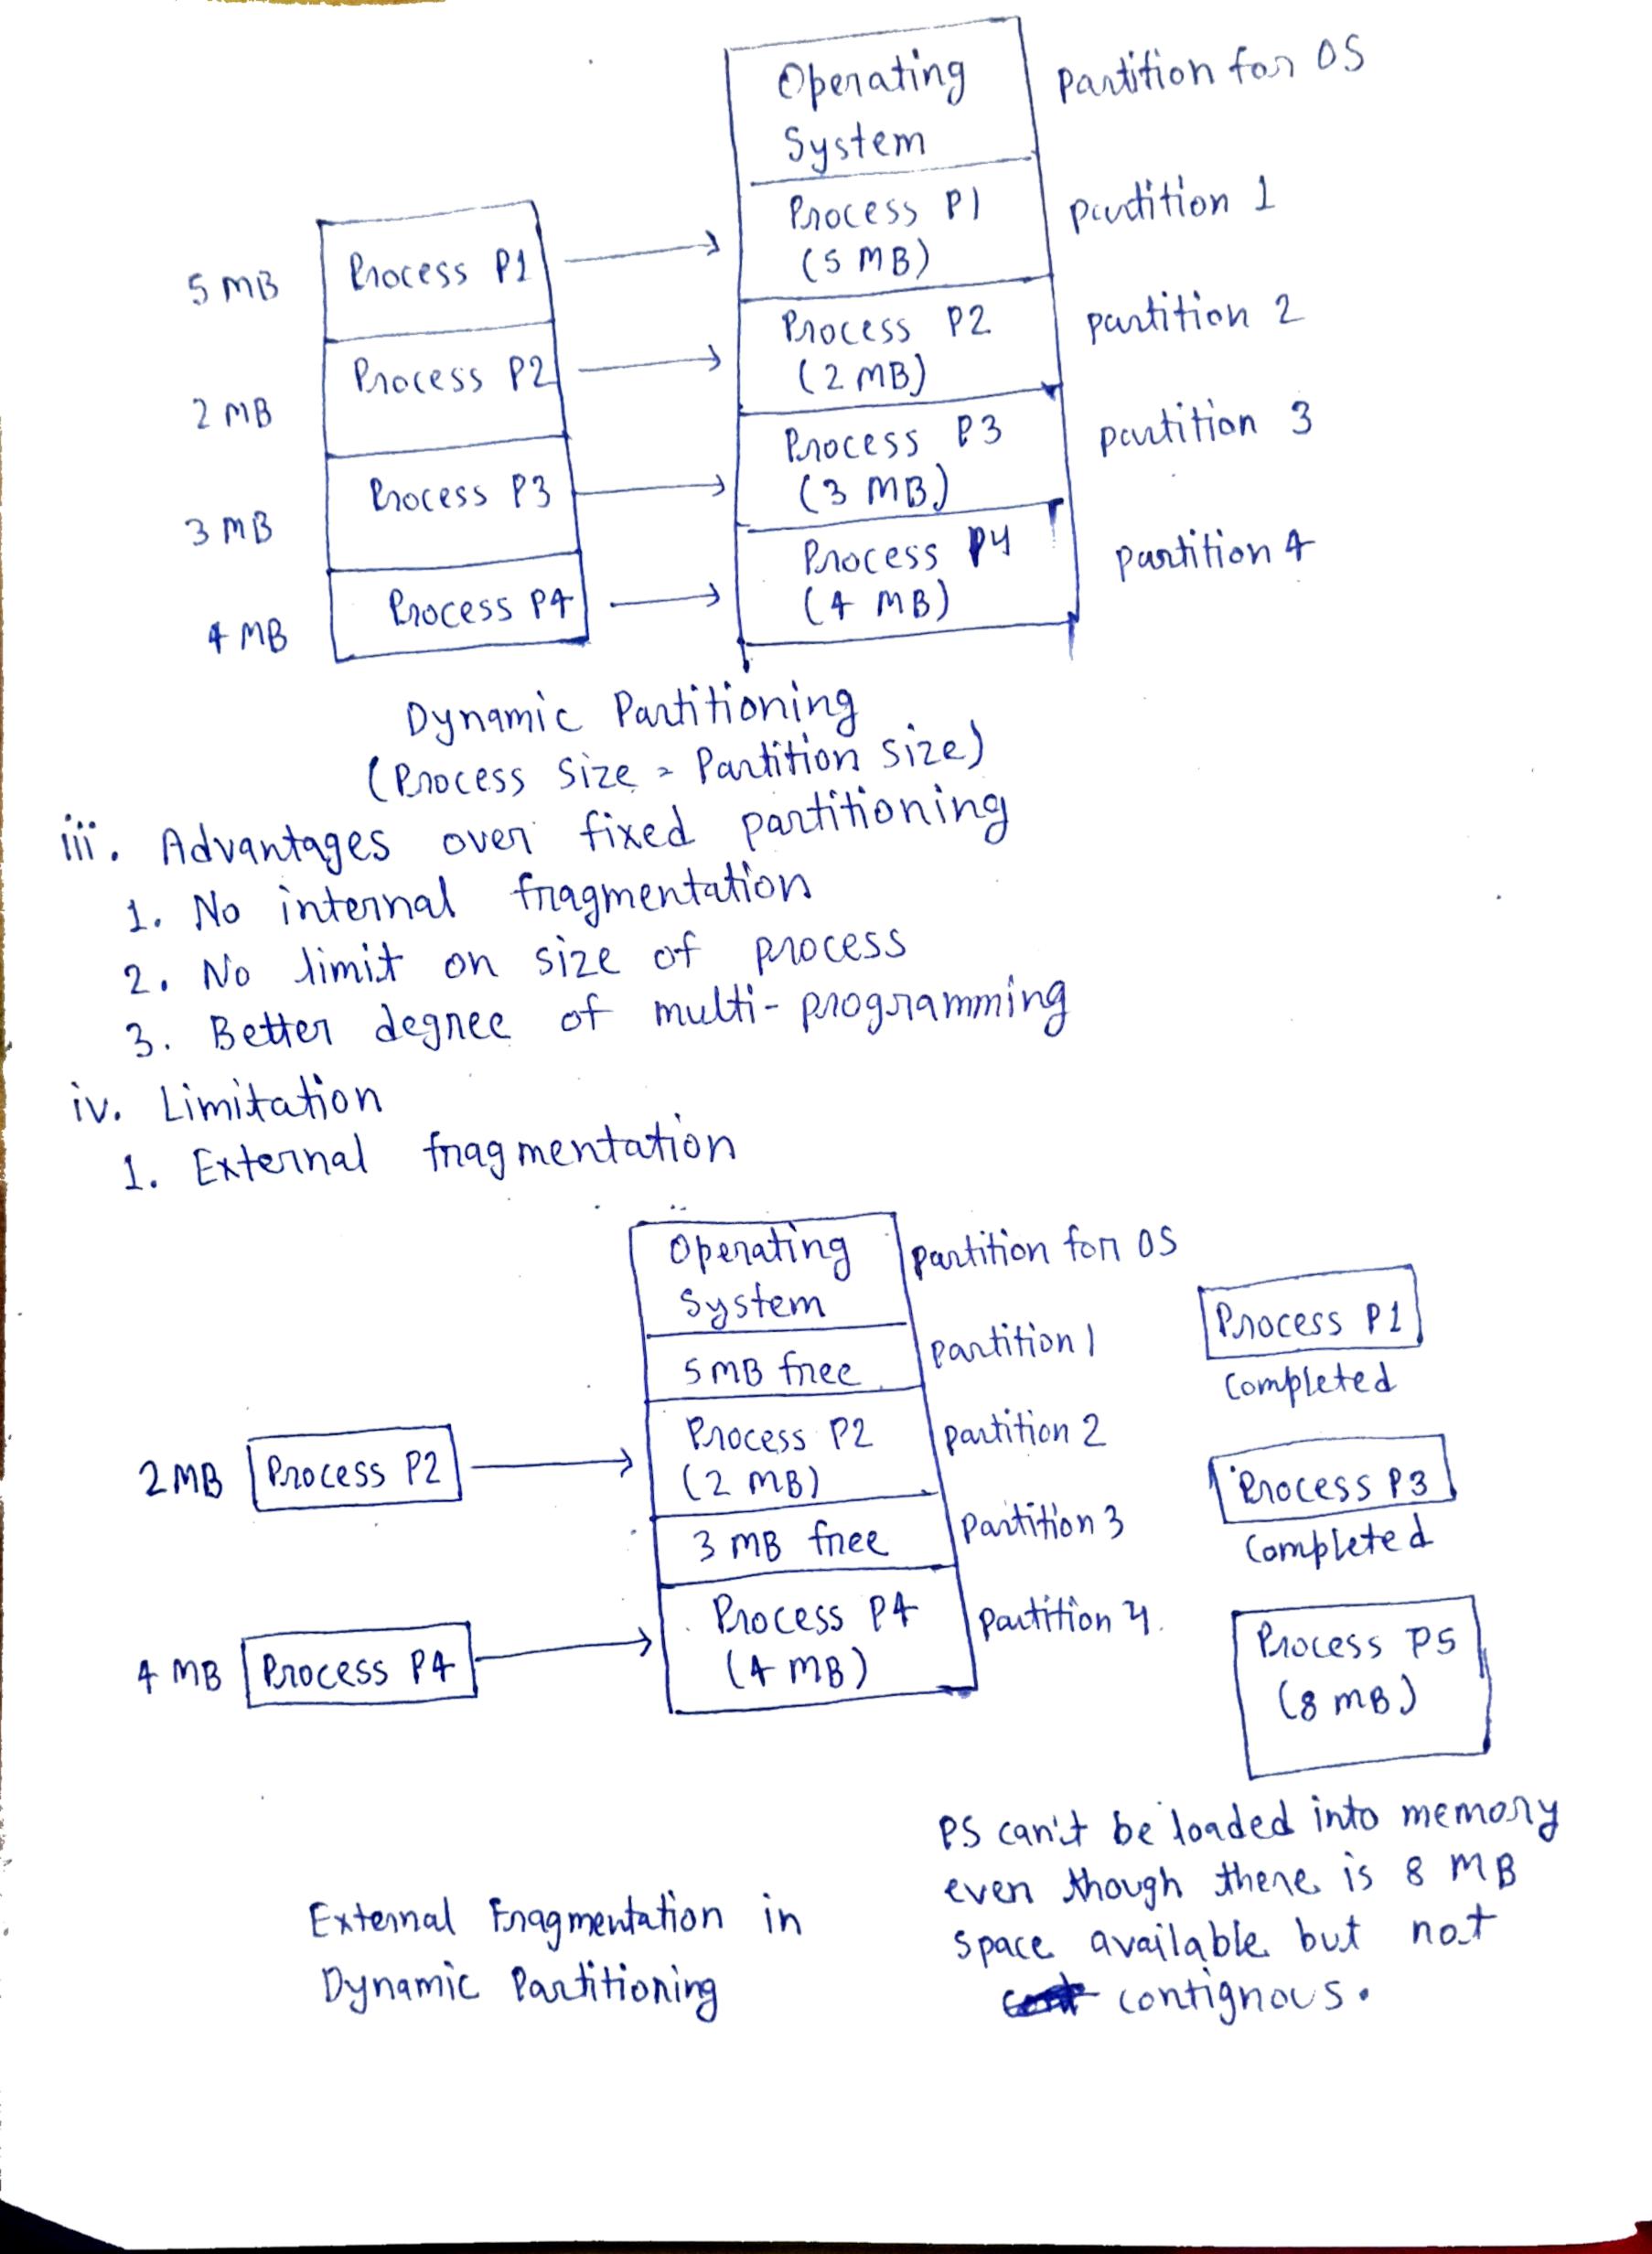 Operating
System
Partition for OS
5 MB
Process P1
Process P1
(5 MB)
partition 1
2 MB
Process P2
Process P2
(2 MB)
partition 2
3 MB
Process P3
Process P3
(3 MB)
partition 3
4 MB
Process P4
Process P4
(4 MB)
partition 4
Dynamic Partitioning
(Process Size = Partition size)
iii. Advantages over fixed partitioning
1. No internal fragmentation
2. No limit on size of process
3. Better degree of multi-programming
iv. Limitation
1. External fragmentation
Operating
System
partition for OS
5 MB free
partition 1
Process P1
Completed
2 MB
Process P2
Process P2
(2 MB)
partition 2
3 MB free
Partition 3
Process P3
Completed
4 MB
Process P4
Process P4
(4 MB)
Partition 4.
Process P5
(8 MB)
External Fragmentation in
Dynamic Partitioning
P5 can't be loaded into memory
even though there is 8 MB
space available but not
contignous.